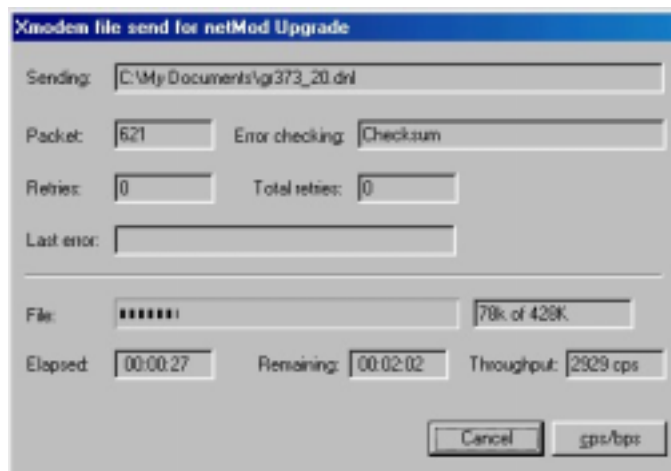 Xmodem file send for netMod Upgrade
Sending: C:\My Documents\gr373_20.dnl
Packet: 621 Error checking: Checksum
Retries: 0 Total retries: 0
Last error:
File: 78k of 428K
Elapsed: 00:00:27 Remaining: 00:02:02 Throughput: 2929 cps
Cancel cps/bps